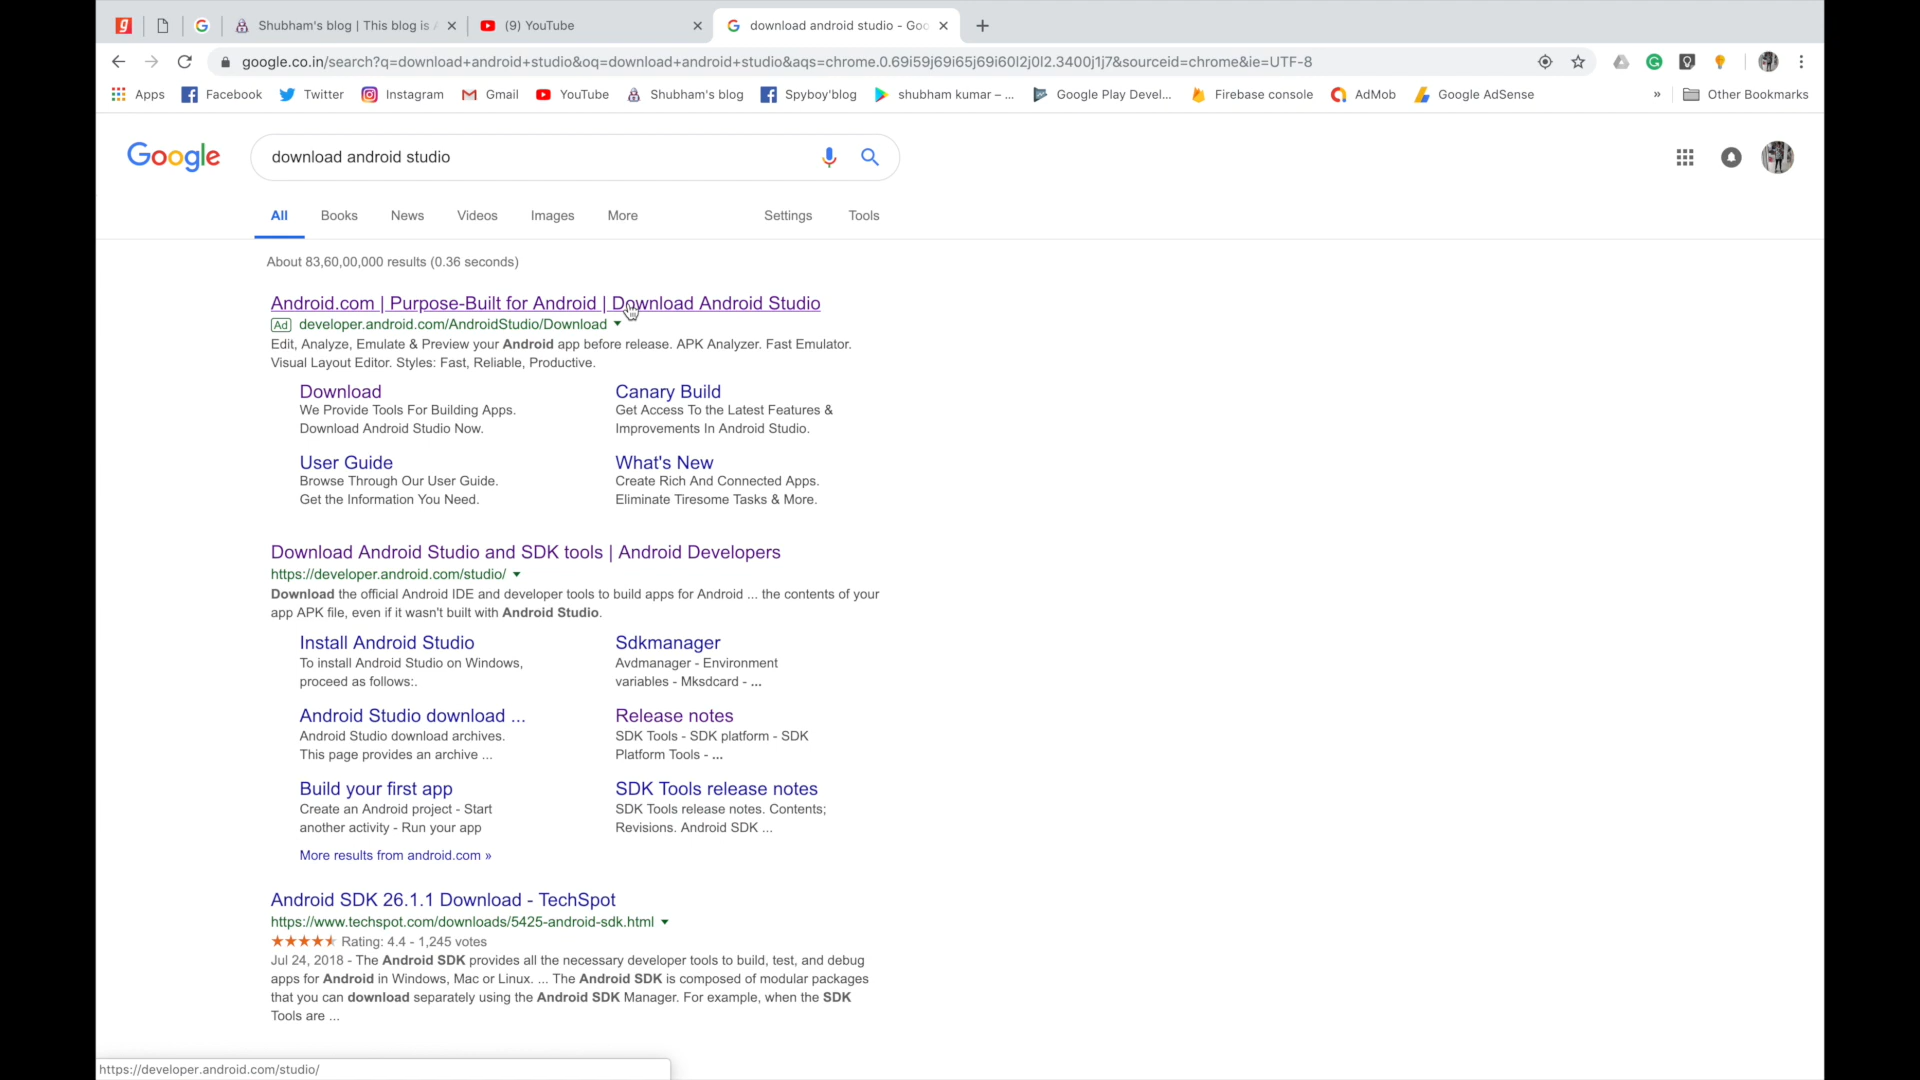 Shubham's blog | This blog is
(9) YouTube
download android studio - Goo
google.co.in/search?q=download+android+studio&oq=download+android+studio&aqs=chrome.0.69i59j69i65j69i60l2j0l2.3400j1j7&sourceid=chrome&ie=UTF-8
Apps Facebook Twitter Instagram Gmail YouTube Shubham's blog Spyboy'blog shubham kumar – ... Google Play Devel... Firebase console AdMob Google AdSense » Other Bookmarks
Google download android studio
All Books News Videos Images More Settings Tools
About 83,60,00,000 results (0.36 seconds)
Android.com | Purpose-Built for Android | Download Android Studio
Ad developer.android.com/AndroidStudio/Download
Edit, Analyze, Emulate & Preview your Android app before release. APK Analyzer. Fast Emulator.
Visual Layout Editor. Styles: Fast, Reliable, Productive.
Download
We Provide Tools For Building Apps.
Download Android Studio Now.
Canary Build
Get Access To the Latest Features &
Improvements In Android Studio.
User Guide
Browse Through Our User Guide.
Get the Information You Need.
What's New
Create Rich And Connected Apps.
Eliminate Tiresome Tasks & More.
Download Android Studio and SDK tools | Android Developers
https://developer.android.com/studio/
Download the official Android IDE and developer tools to build apps for Android ... the contents of your
app APK file, even if it wasn't built with Android Studio.
Install Android Studio
To install Android Studio on Windows,
proceed as follows:.
Sdkmanager
Avdmanager - Environment
variables - Mksdcard - ...
Android Studio download ...
Android Studio download archives.
This page provides an archive ...
Release notes
SDK Tools - SDK platform - SDK
Platform Tools - ...
Build your first app
Create an Android project - Start
another activity - Run your app
SDK Tools release notes
SDK Tools release notes. Contents;
Revisions. Android SDK ...
More results from android.com »
Android SDK 26.1.1 Download - TechSpot
https://www.techspot.com/downloads/5425-android-sdk.html
Rating: 4.4 - 1,245 votes
Jul 24, 2018 - The Android SDK provides all the necessary developer tools to build, test, and debug
apps for Android in Windows, Mac or Linux. ... The Android SDK is composed of modular packages
that you can download separately using the Android SDK Manager. For example, when the SDK
Tools are ...
https://developer.android.com/studio/